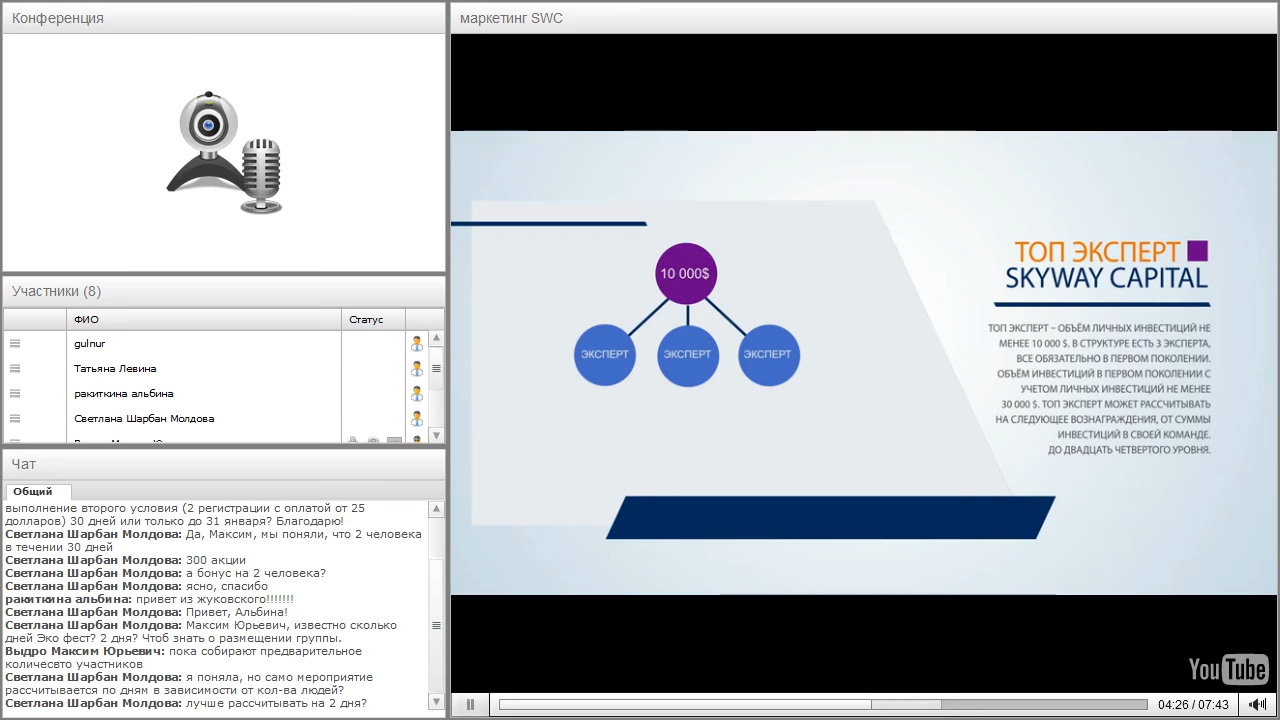 Конференция
Участники (8)
ФИО Статус
gulnur
Татьяна Левина
ракиткина альбина
Светлана Шарбан Молдова
Чат
Общий
выполнение второго условия (2 регистрации с оплатой от 25
долларов) 30 дней или только до 31 января? Благодарю!
Светлана Шарбан Молдова: Да, Максим, мы поняли, что 2 человека
в течении 30 дней
Светлана Шарбан Молдова: 300 акции
Светлана Шарбан Молдова: а бонус на 2 человека?
Светлана Шарбан Молдова: ясно, спасибо
ракиткина альбина: привет из жуковского!!!!!!!
Светлана Шарбан Молдова: Привет, Альбина!
Светлана Шарбан Молдова: Максим Юрьевич, известно сколько
дней Эко фест? 2 дня? Чтоб знать о размещении группы.
Выдро Максим Юрьевич: пока собирают предварительное
количесвто участников
Светлана Шарбан Молдова: я поняла, но само мероприятие
рассчитывается по дням в зависимости от кол-ва людей?
Светлана Шарбан Молдова: лучше рассчитывать на 2 дня?
маркетинг SWC
10 000$
ЭКСПЕРТ ЭКСПЕРТ ЭКСПЕРТ
ТОП ЭКСПЕРТ
SKYWAY CAPITAL
ТОП ЭКСПЕРТ – ОБЪЁМ ЛИЧНЫХ ИНВЕСТИЦИЙ НЕ
МЕНЕЕ 10 000 $. В СТРУКТУРЕ ЕСТЬ 3 ЭКСПЕРТА,
ВСЕ ОБЯЗАТЕЛЬНО В ПЕРВОМ ПОКОЛЕНИИ.
ОБЪЁМ ИНВЕСТИЦИЙ В ПЕРВОМ ПОКОЛЕНИИ С
УЧЕТОМ ЛИЧНЫХ ИНВЕСТИЦИЙ НЕ МЕНЕЕ
30 000 $. ТОП ЭКСПЕРТ МОЖЕТ РАССЧИТЫВАТЬ
НА СЛЕДУЮЩЕЕ ВОЗНАГРАЖДЕНИЯ, ОТ СУММЫ
ИНВЕСТИЦИЙ В СВОЕЙ КОМАНДЕ.
ДО ДВАДЦАТЬ ЧЕТВЕРТОГО УРОВНЯ.
YouTube
04:26 / 07:43